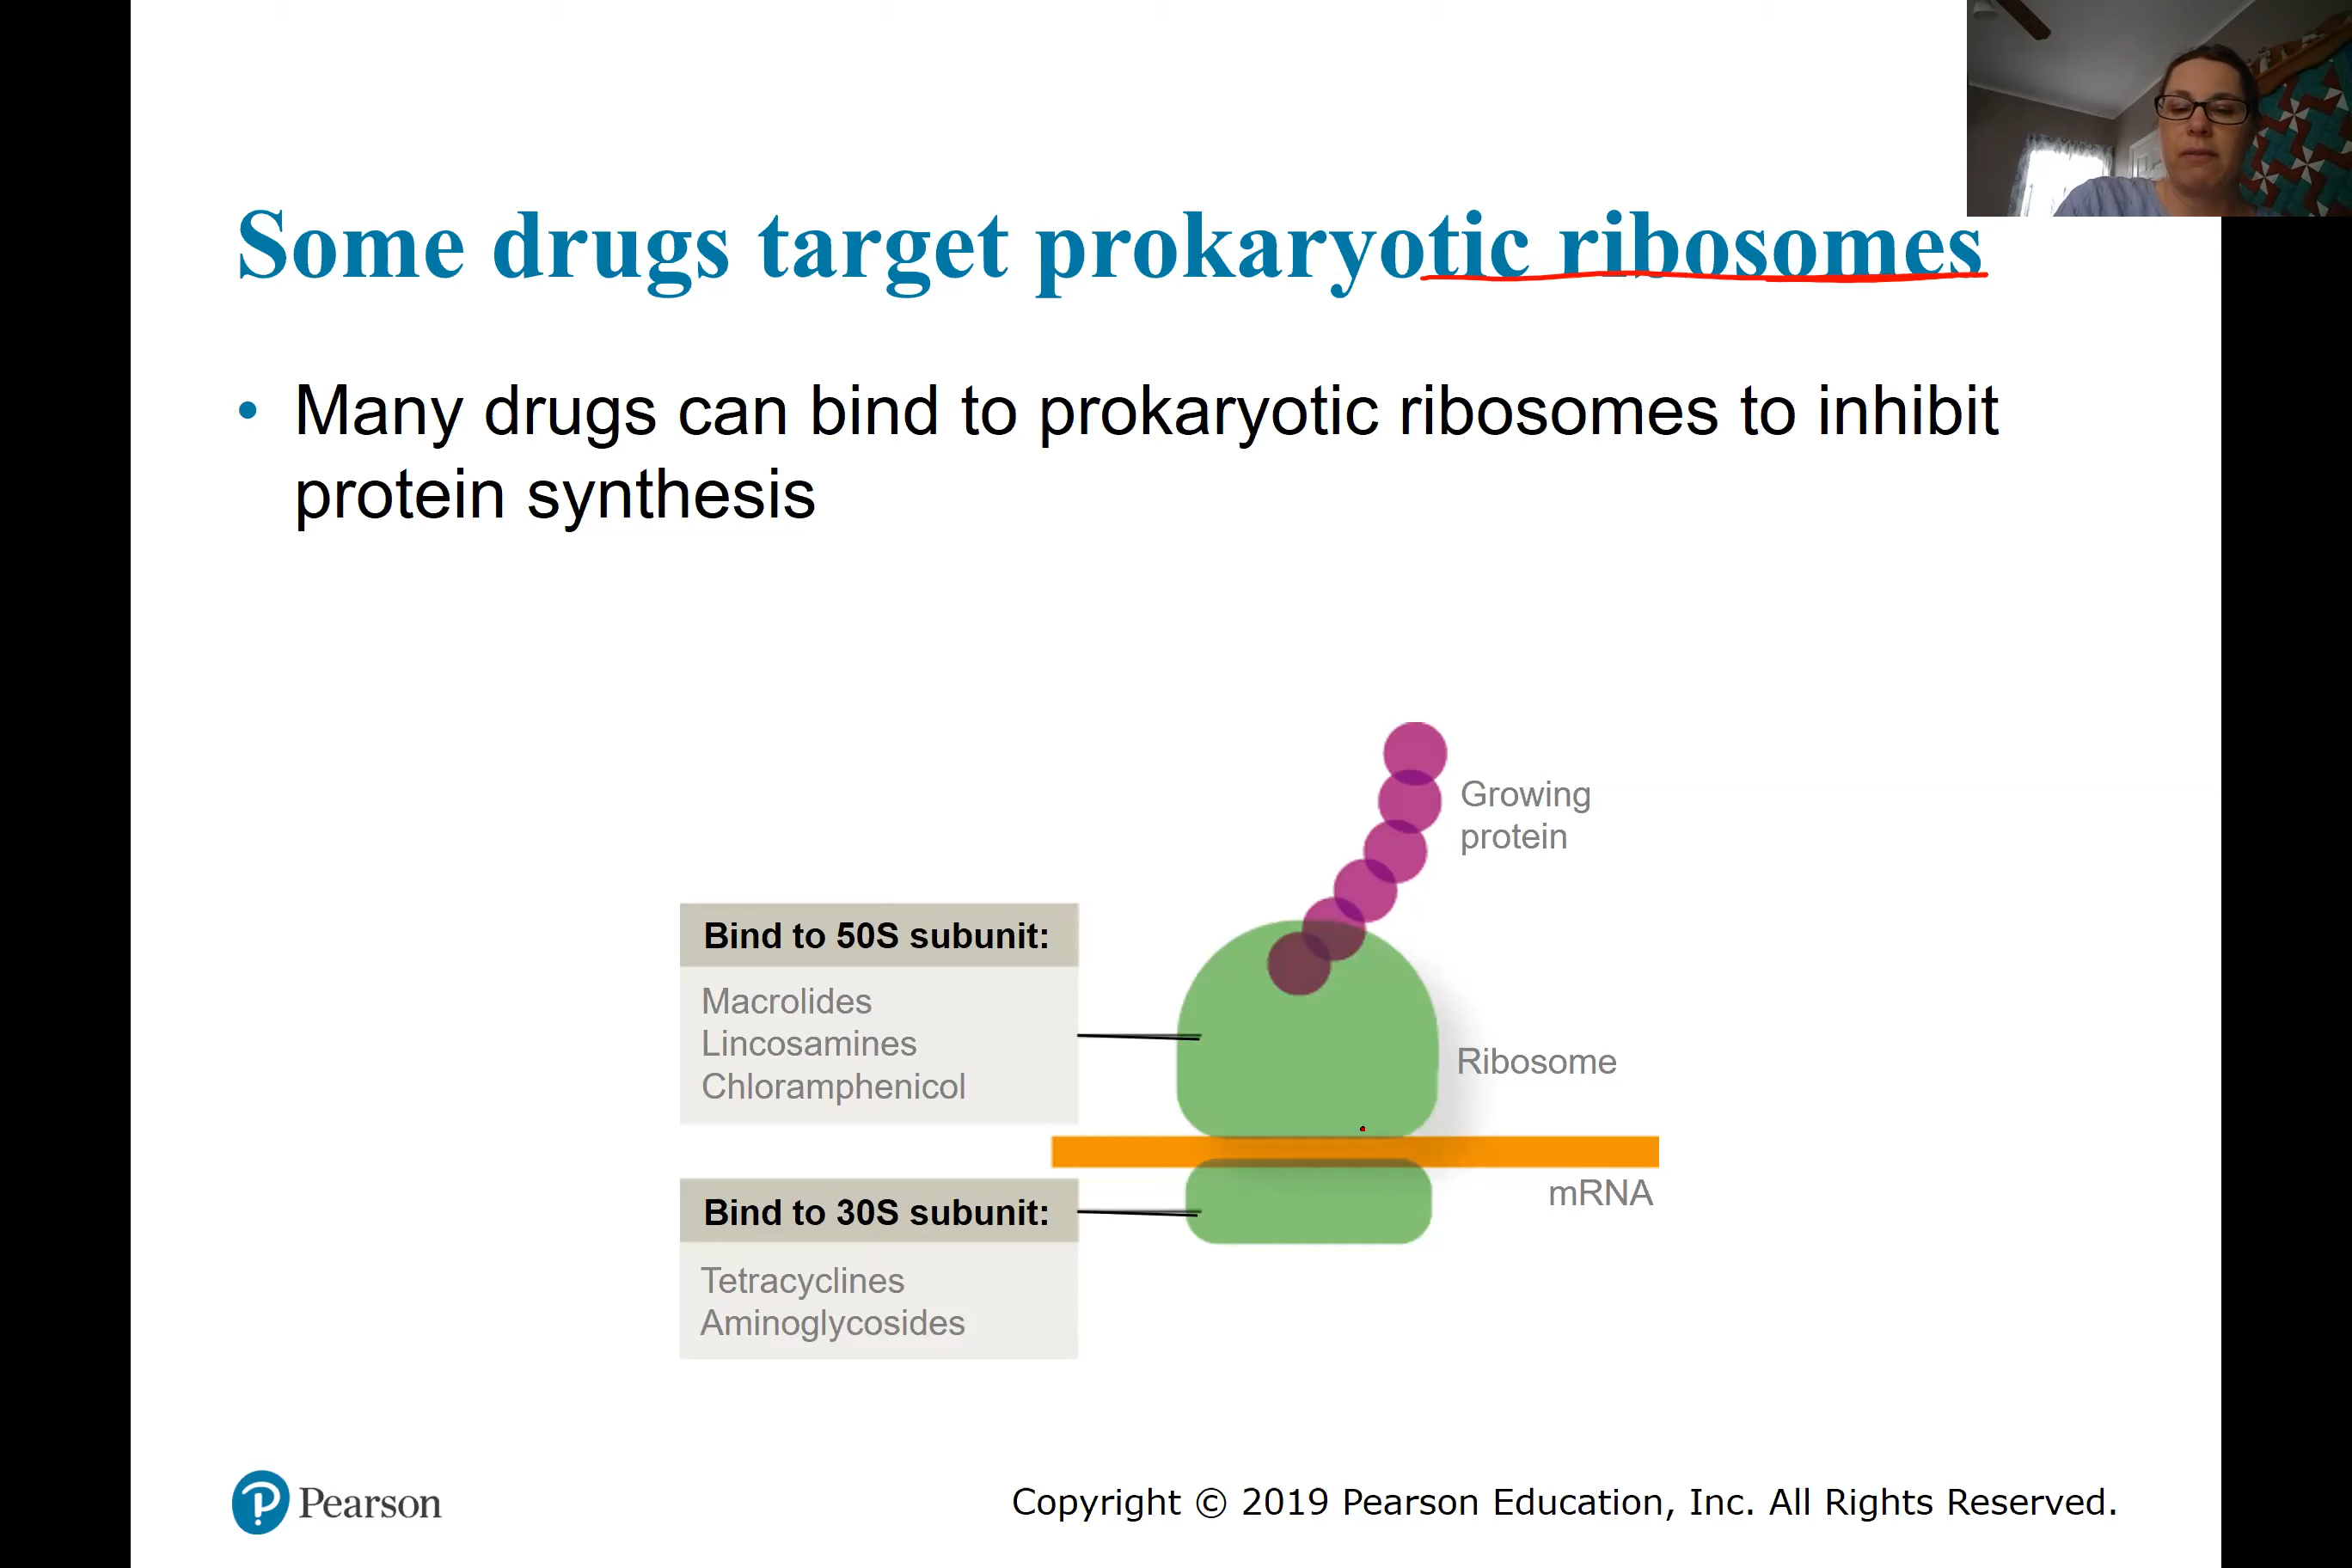 Some drugs target prokaryotic ribosomes
• Many drugs can bind to prokaryotic ribosomes to inhibit
protein synthesis
Growing
protein
Bind to 50S subunit:
Macrolides
Lincosamines
Chloramphenicol
Ribosome
mRNA
Bind to 30S subunit:
Tetracyclines
Aminoglycosides
Pearson
Copyright © 2019 Pearson Education, Inc. All Rights Reserved.